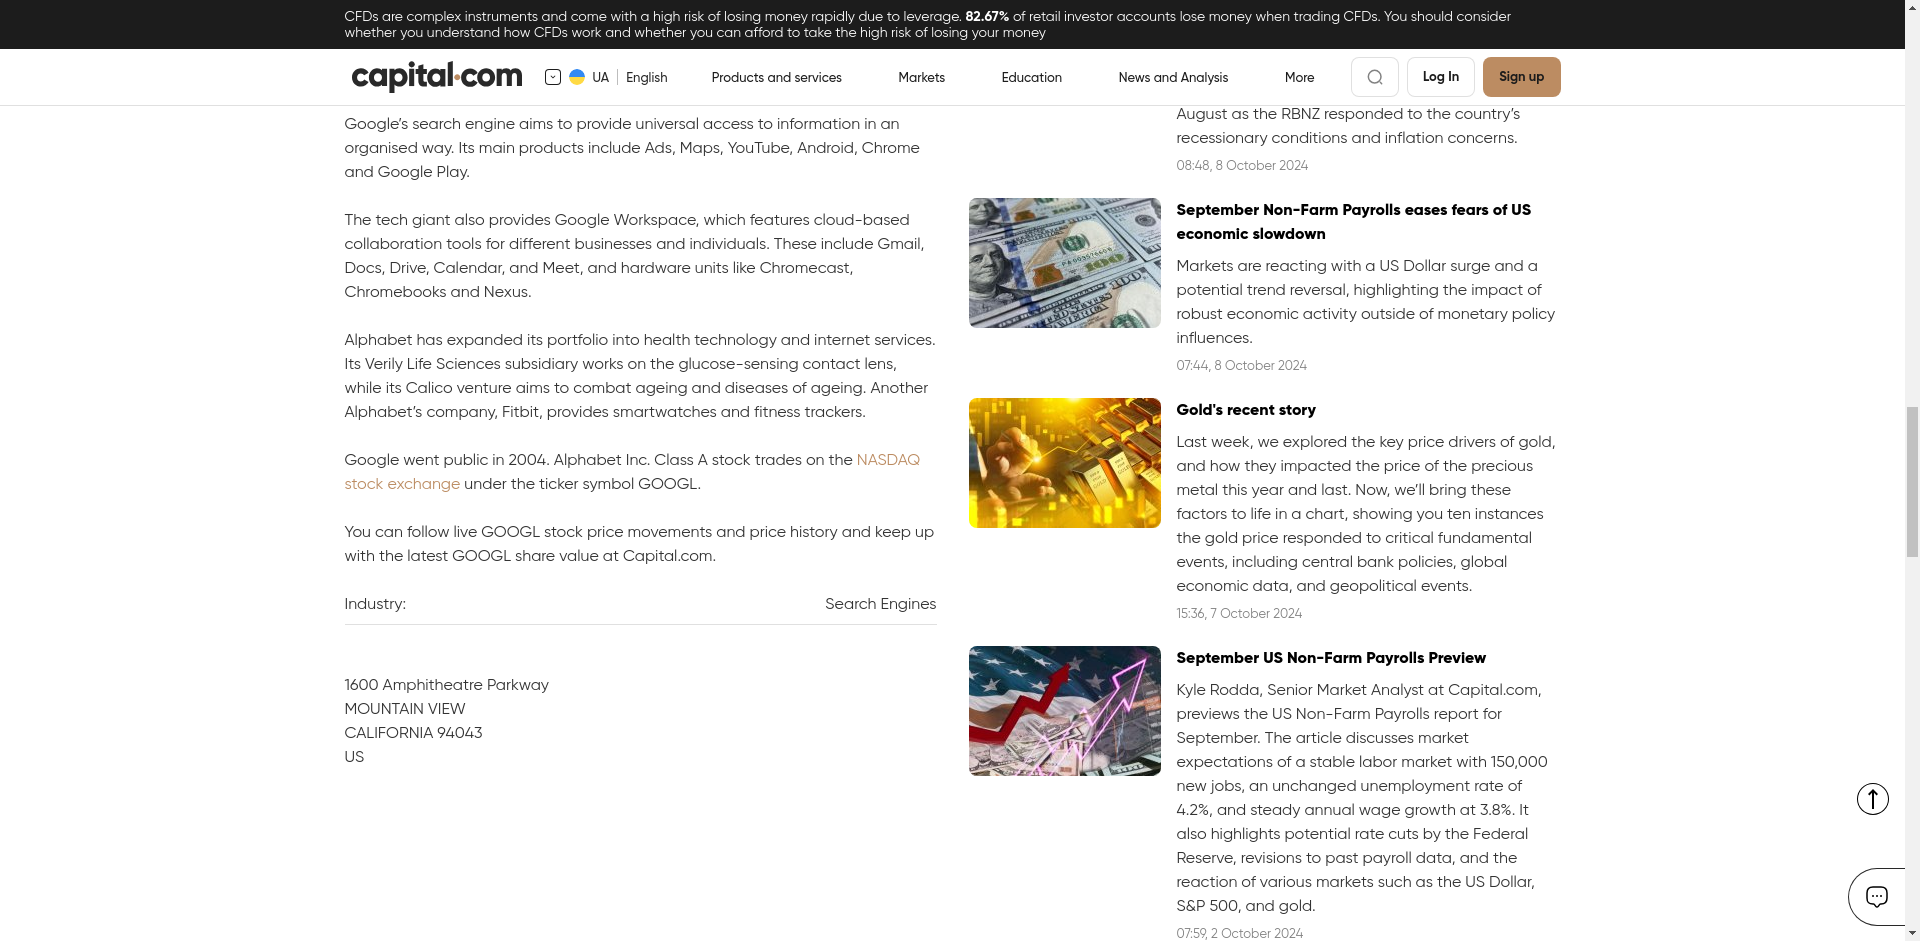 CFDs are complex instruments and come with a high risk of losing money rapidly due to leverage. 82.67% of retail investor accounts lose money when trading CFDs. You should consider
whether you understand how CFDs work and whether you can afford to take the high risk of losing your money
capital.com
UA
English
Products and services
Markets
Education
News and Analysis
More
Log In
Sign up
Google’s search engine aims to provide universal access to information in an
organised way. Its main products include Ads, Maps, YouTube, Android, Chrome
and Google Play.
The tech giant also provides Google Workspace, which features cloud-based
collaboration tools for different businesses and individuals. These include Gmail,
Docs, Drive, Calendar, and Meet, and hardware units like Chromecast,
Chromebooks and Nexus.
Alphabet has expanded its portfolio into health technology and internet services.
Its Verily Life Sciences subsidiary works on the glucose-sensing contact lens,
while its Calico venture aims to combat ageing and diseases of ageing. Another
Alphabet’s company, Fitbit, provides smartwatches and fitness trackers.
Google went public in 2004. Alphabet Inc. Class A stock trades on the NASDAQ
stock exchange under the ticker symbol GOOGL.
You can follow live GOOGL stock price movements and price history and keep up
with the latest GOOGL share value at Capital.com.
Industry:
Search Engines
1600 Amphitheatre Parkway
MOUNTAIN VIEW
CALIFORNIA 94043
US
August as the RBNZ responded to the country’s
recessionary conditions and inflation concerns.
08:48, 8 October 2024
September Non-Farm Payrolls eases fears of US
economic slowdown
Markets are reacting with a US Dollar surge and a
potential trend reversal, highlighting the impact of
robust economic activity outside of monetary policy
influences.
07:44, 8 October 2024
Gold's recent story
Last week, we explored the key price drivers of gold,
and how they impacted the price of the precious
metal this year and last. Now, we’ll bring these
factors to life in a chart, showing you ten instances
the gold price responded to critical fundamental
events, including central bank policies, global
economic data, and geopolitical events.
15:36, 7 October 2024
September US Non-Farm Payrolls Preview
Kyle Rodda, Senior Market Analyst at Capital.com,
previews the US Non-Farm Payrolls report for
September. The article discusses market
expectations of a stable labor market with 150,000
new jobs, an unchanged unemployment rate of
4.2%, and steady annual wage growth at 3.8%. It
also highlights potential rate cuts by the Federal
Reserve, revisions to past payroll data, and the
reaction of various markets such as the US Dollar,
S&P 500, and gold.
07:59, 2 October 2024